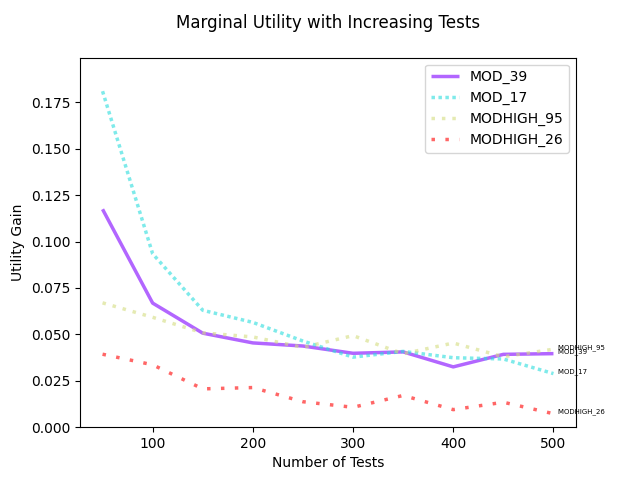 Marginal Utility with Increasing Tests
MOD_39
MOD_17
MODHIGH_95
MODHIGH_26
0.175
0.150
0.125
0.100
0.075
0.050
0.025
0.000
Utility Gain
MODHIGH_95
MOD_39
MOD_17
MODHIGH_26
100 200 300 400 500
Number of Tests